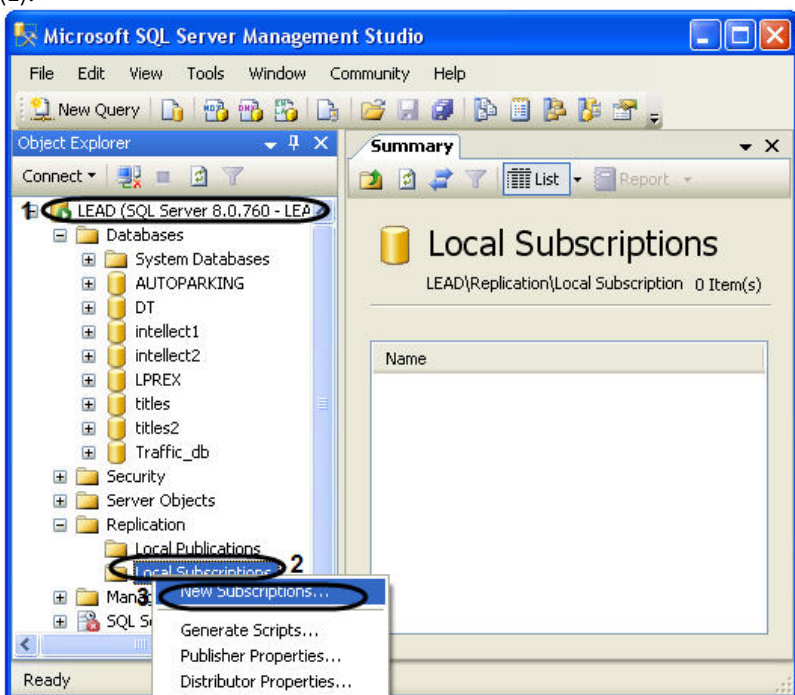 (2).
Microsoft SQL Server Management Studio
File Edit View Tools Window Community Help
New Query
Object Explorer
Summary
Connect
List Report
1 LEAD (SQL Server 8.0.760 - LEA
Databases
System Databases
AUTOPARKING
DT
intellect1
intellect2
LPREX
titles
titles2
Traffic_db
Security
Server Objects
Replication
Local Publications
Local Subscriptions 2
Local Subscriptions
LEAD\Replication\Local Subscription 0 Item(s)
Name
3 New Subscriptions...
SQL S
Generate Scripts...
Publisher Properties...
Distributor Properties...
Ready